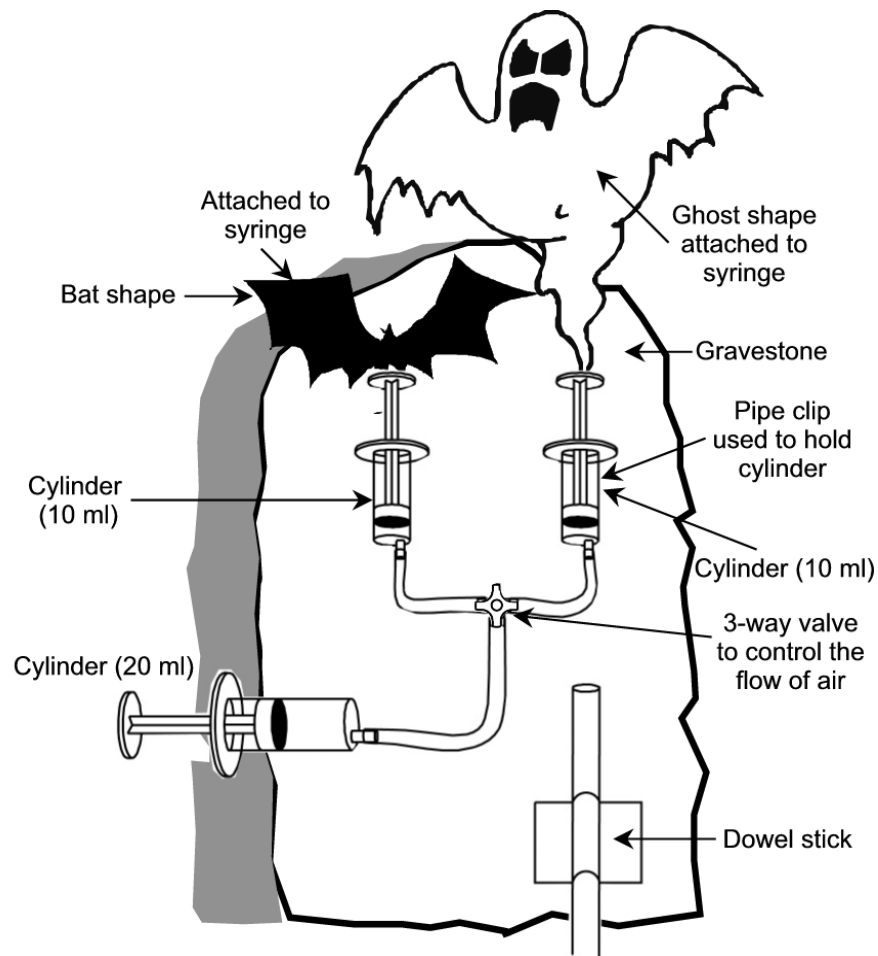 Attached to
syringe
Bat shape
Ghost shape
attached to
syringe
Gravestone
Pipe clip
used to hold
cylinder
Cylinder
(10 ml)
Cylinder (10 ml)
3-way valve
to control the
flow of air
Cylinder (20 ml)
Dowel stick